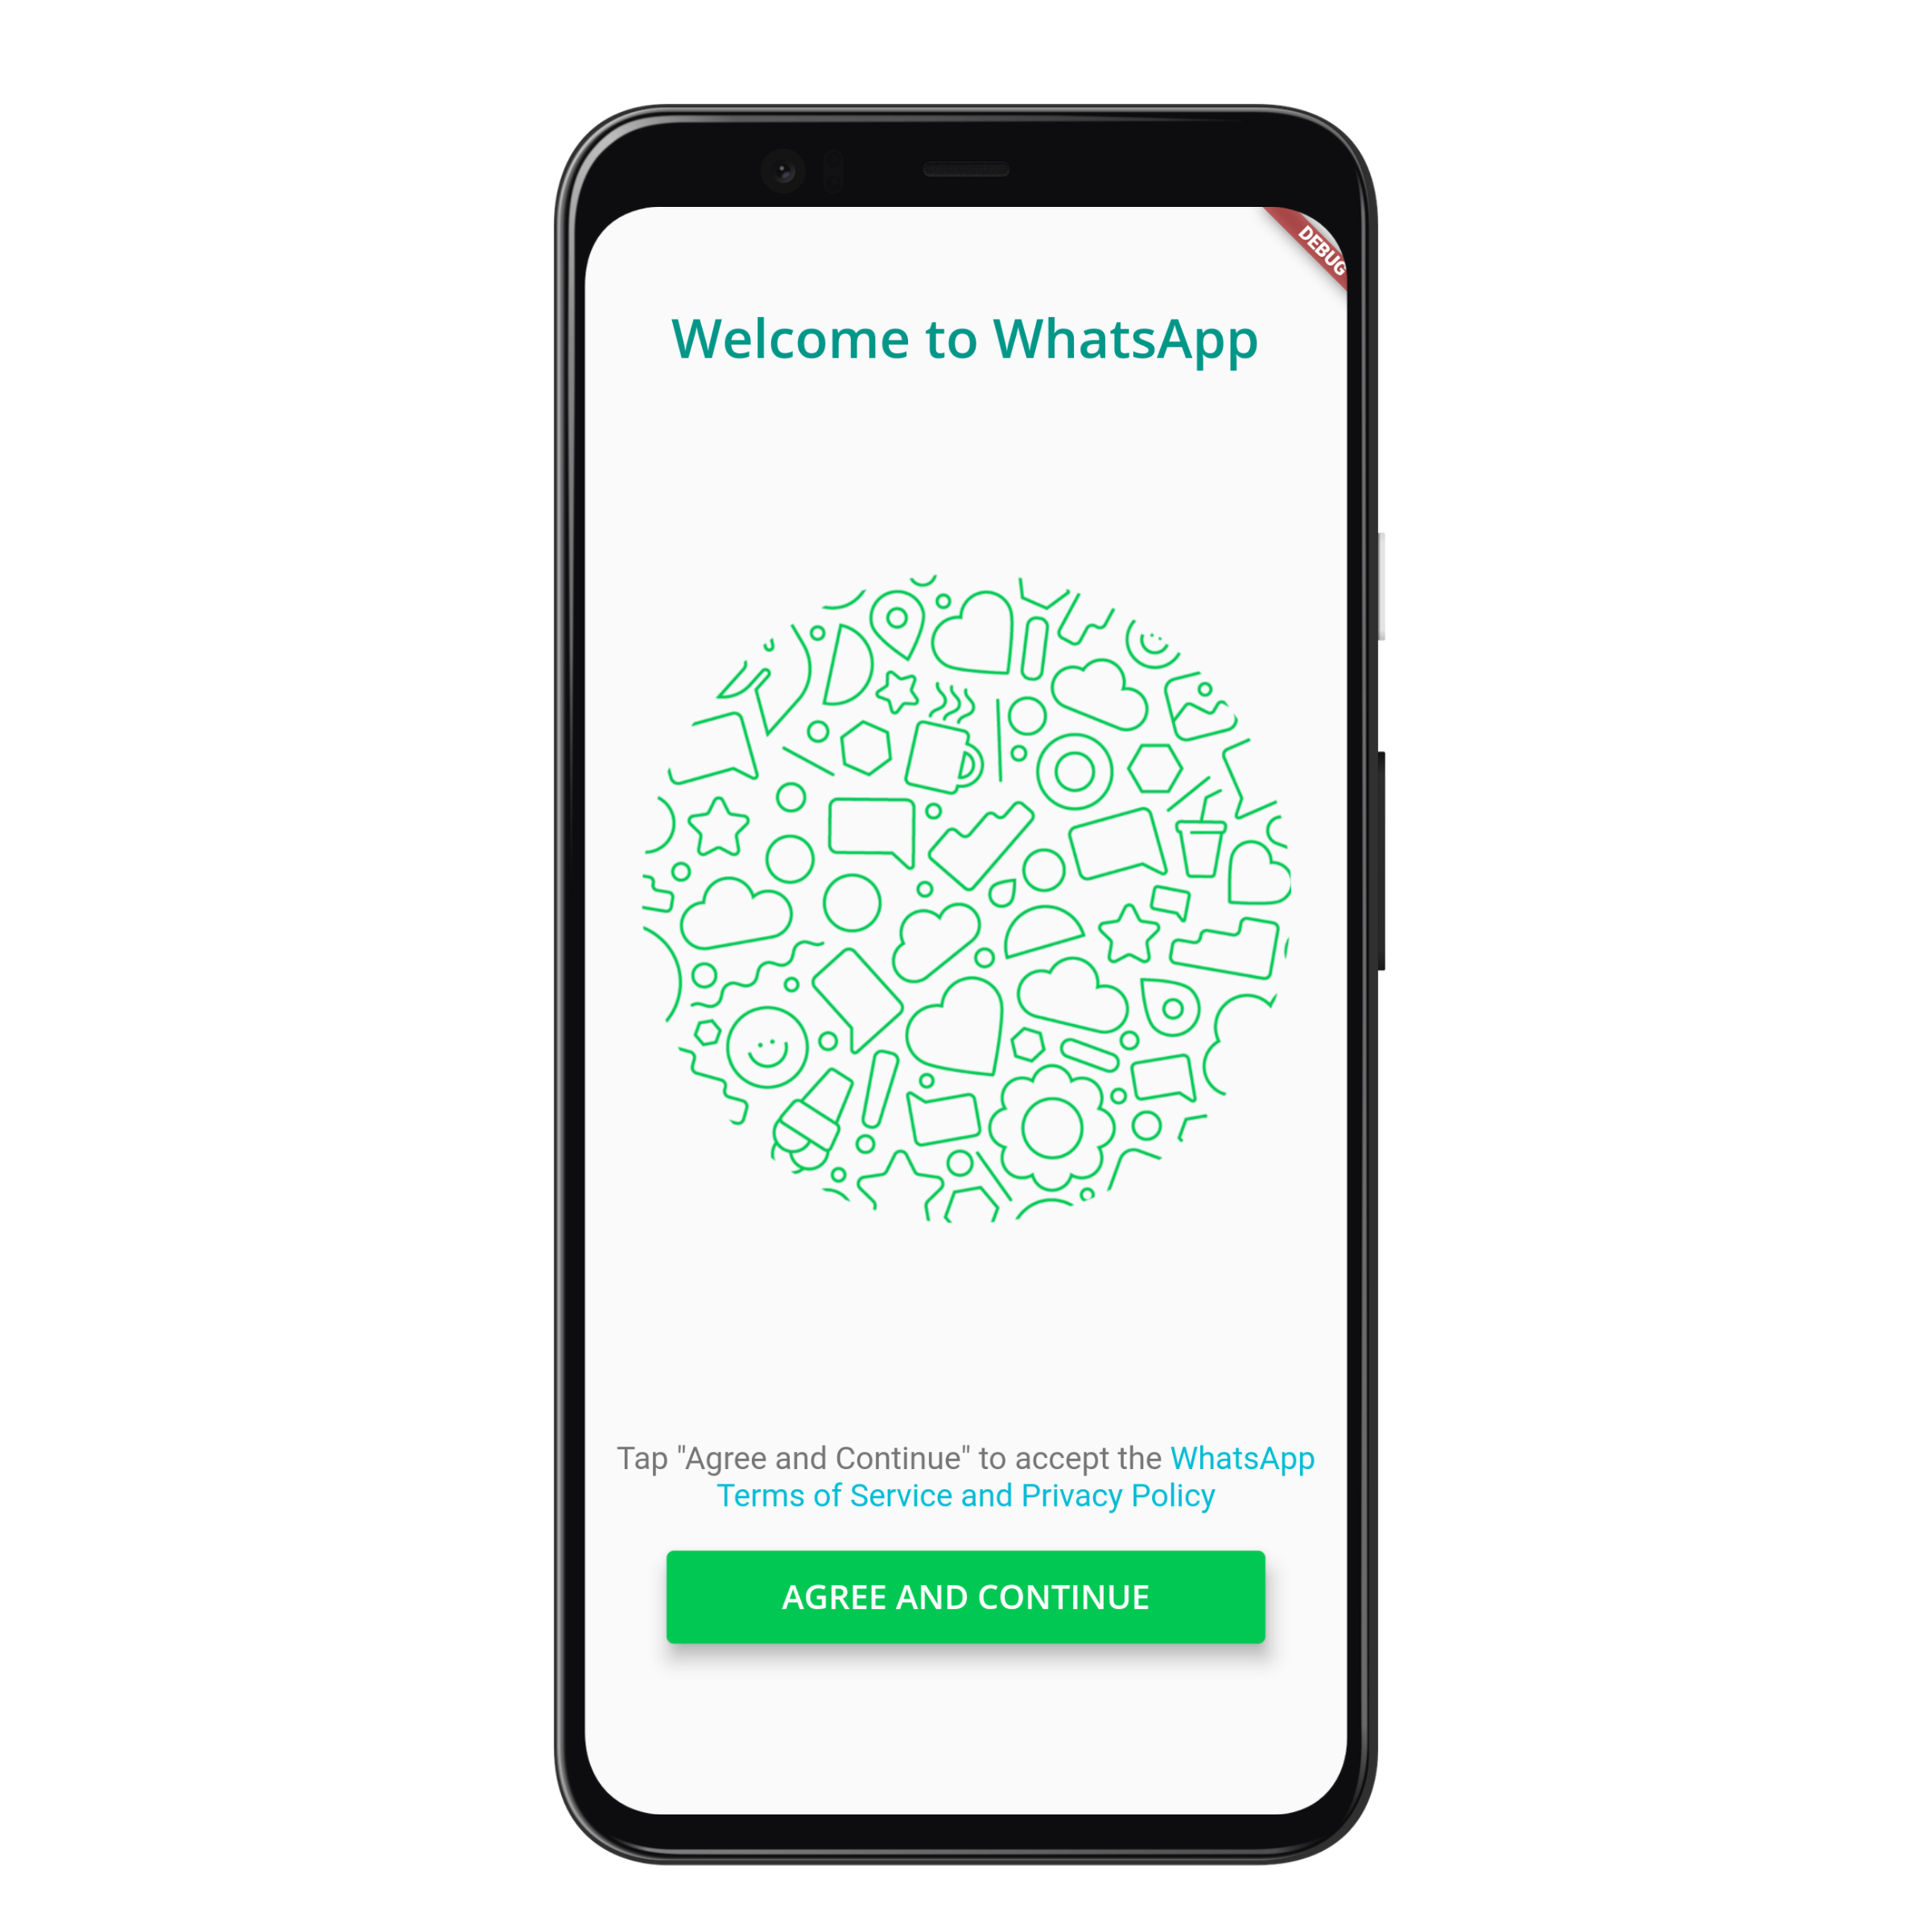 DEBUG
Welcome to WhatsApp
Tap "Agree and Continue" to accept the WhatsApp
Terms of Service and Privacy Policy
AGREE AND CONTINUE